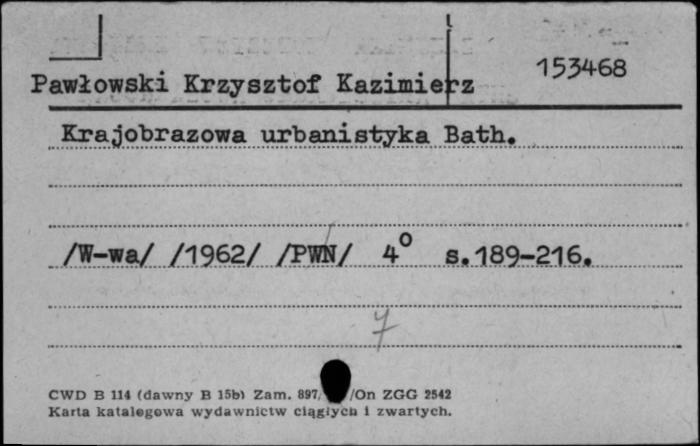 153468
Pawłowski Krzysztof Kazimierz
Krajobrazowa urbanistyka Bath.
/W-wa/ /1962/ /PWN/ 4° s.189-216.
7
CWD B 114 (dawny B 15b) Zam. 897/ /On ZGG 2542
Karta katalogowa wydawnictw ciągłych i zwartych.